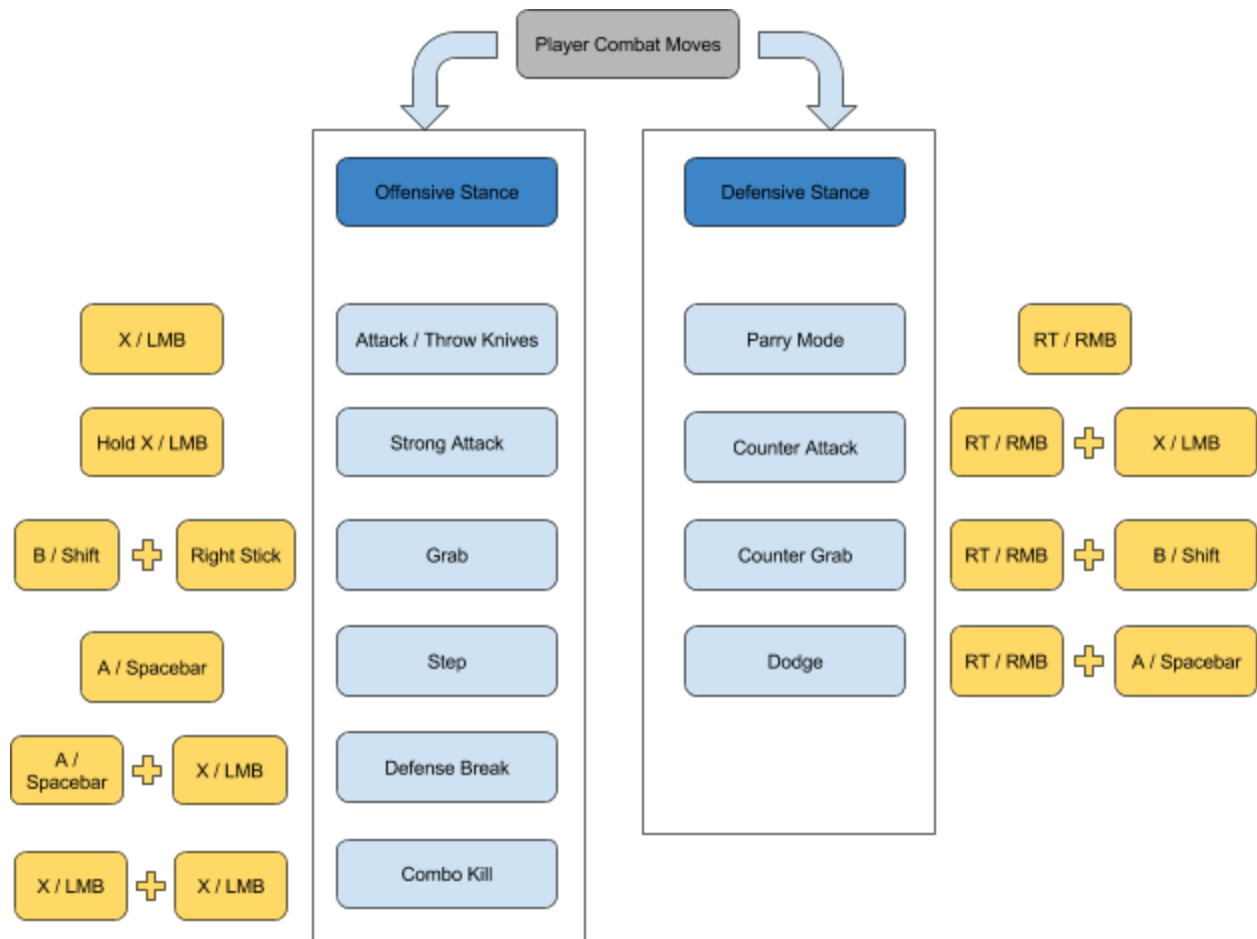 Player Combat Moves
Offensive Stance
Defensive Stance
X / LMB
Attack / Throw Knives
Parry Mode
RT / RMB
Hold X / LMB
Strong Attack
Counter Attack
RT / RMB
X / LMB
B / Shift
Right Stick
Grab
Counter Grab
RT / RMB
B / Shift
A / Spacebar
Step
Dodge
RT / RMB
A / Spacebar
A /
Spacebar
X / LMB
Defense Break
X / LMB
X / LMB
Combo Kill